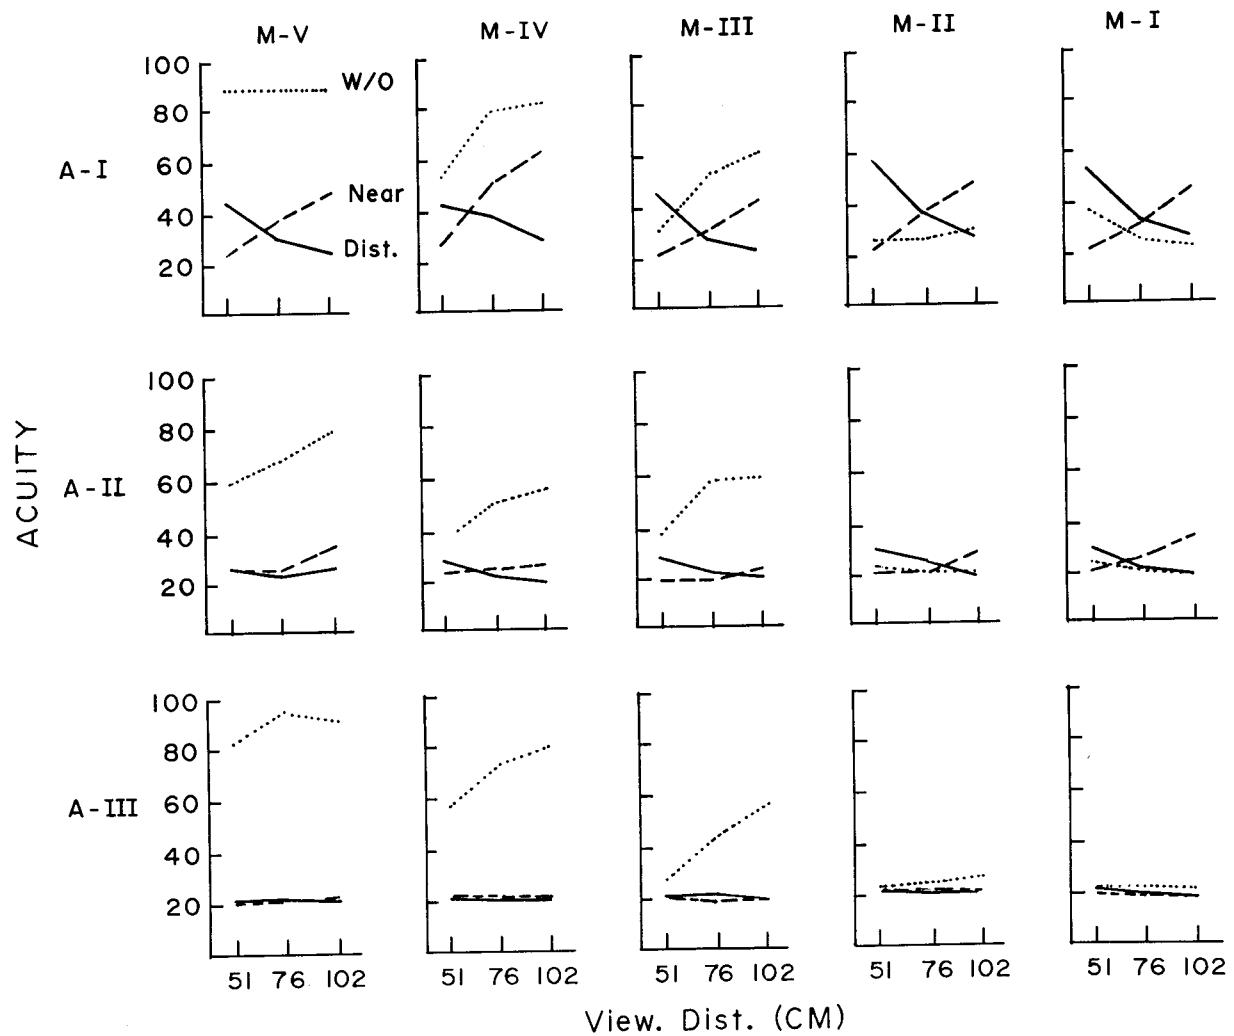 M-V M-IV M-III M-II M-I
100
W/O
80
60
A-I
Near
40
Dist.
20
100
80
ACUITY
60
A-II
40
20
100
80
60
A-III
40
20
51 76 102 51 76 102 51 76 102 51 76 102 51 76 102
View. Dist. (CM)